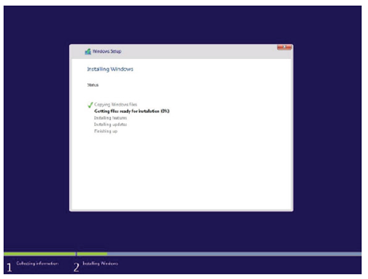 Windows Setup
Installing Windows
Status
Copying Windows files
Getting files ready for installation (0%)
Installing features
Installing updates
Finishing up
1 Collecting information
2 Installing Windows